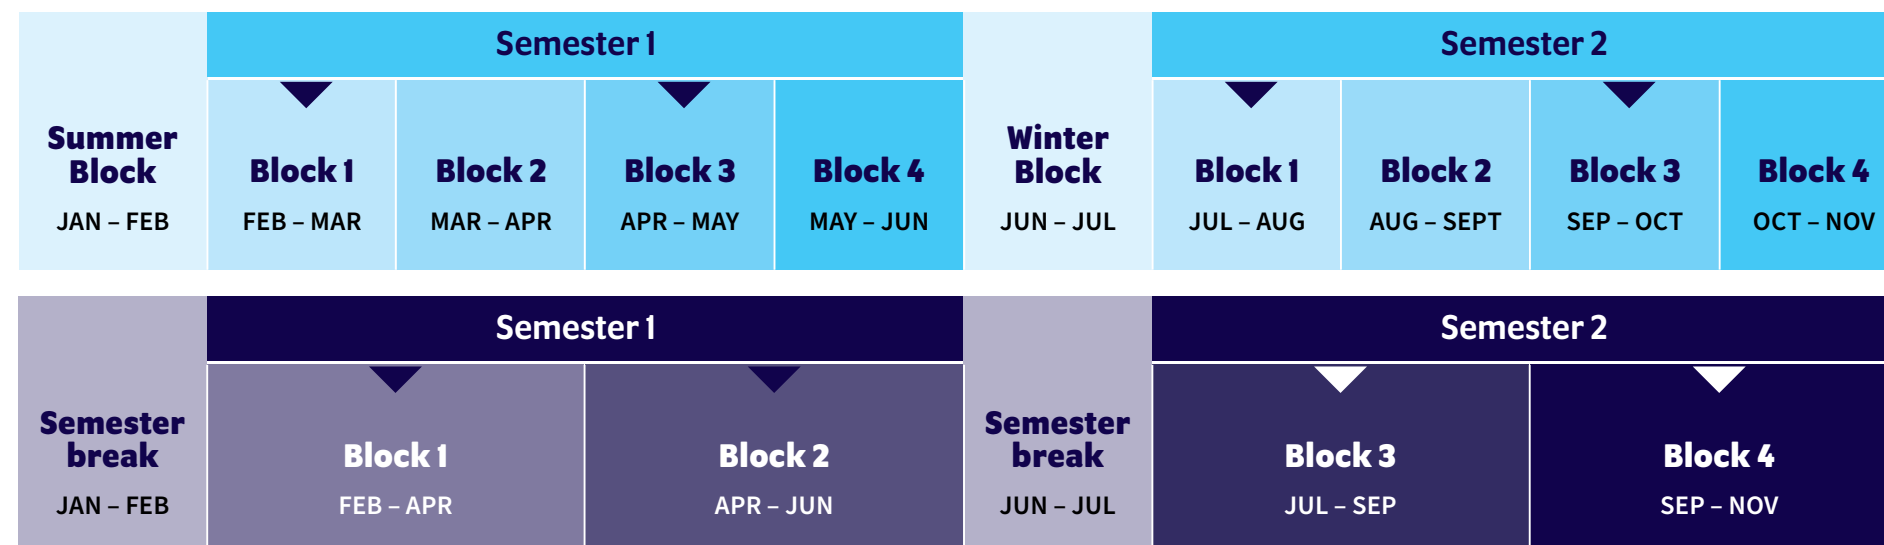 Semester 1
Semester 2
Summer
Block
JAN – FEB
Block 1
FEB – MAR
Block 2
MAR – APR
Block 3
APR – MAY
Block 4
MAY – JUN
Winter
Block
JUN – JUL
Block 1
JUL – AUG
Block 2
AUG – SEPT
Block 3
SEP – OCT
Block 4
OCT – NOV
Semester 1
Semester 2
Semester
break
JAN – FEB
Block 1
FEB – APR
Block 2
APR – JUN
Semester
break
JUN – JUL
Block 3
JUL – SEP
Block 4
SEP – NOV